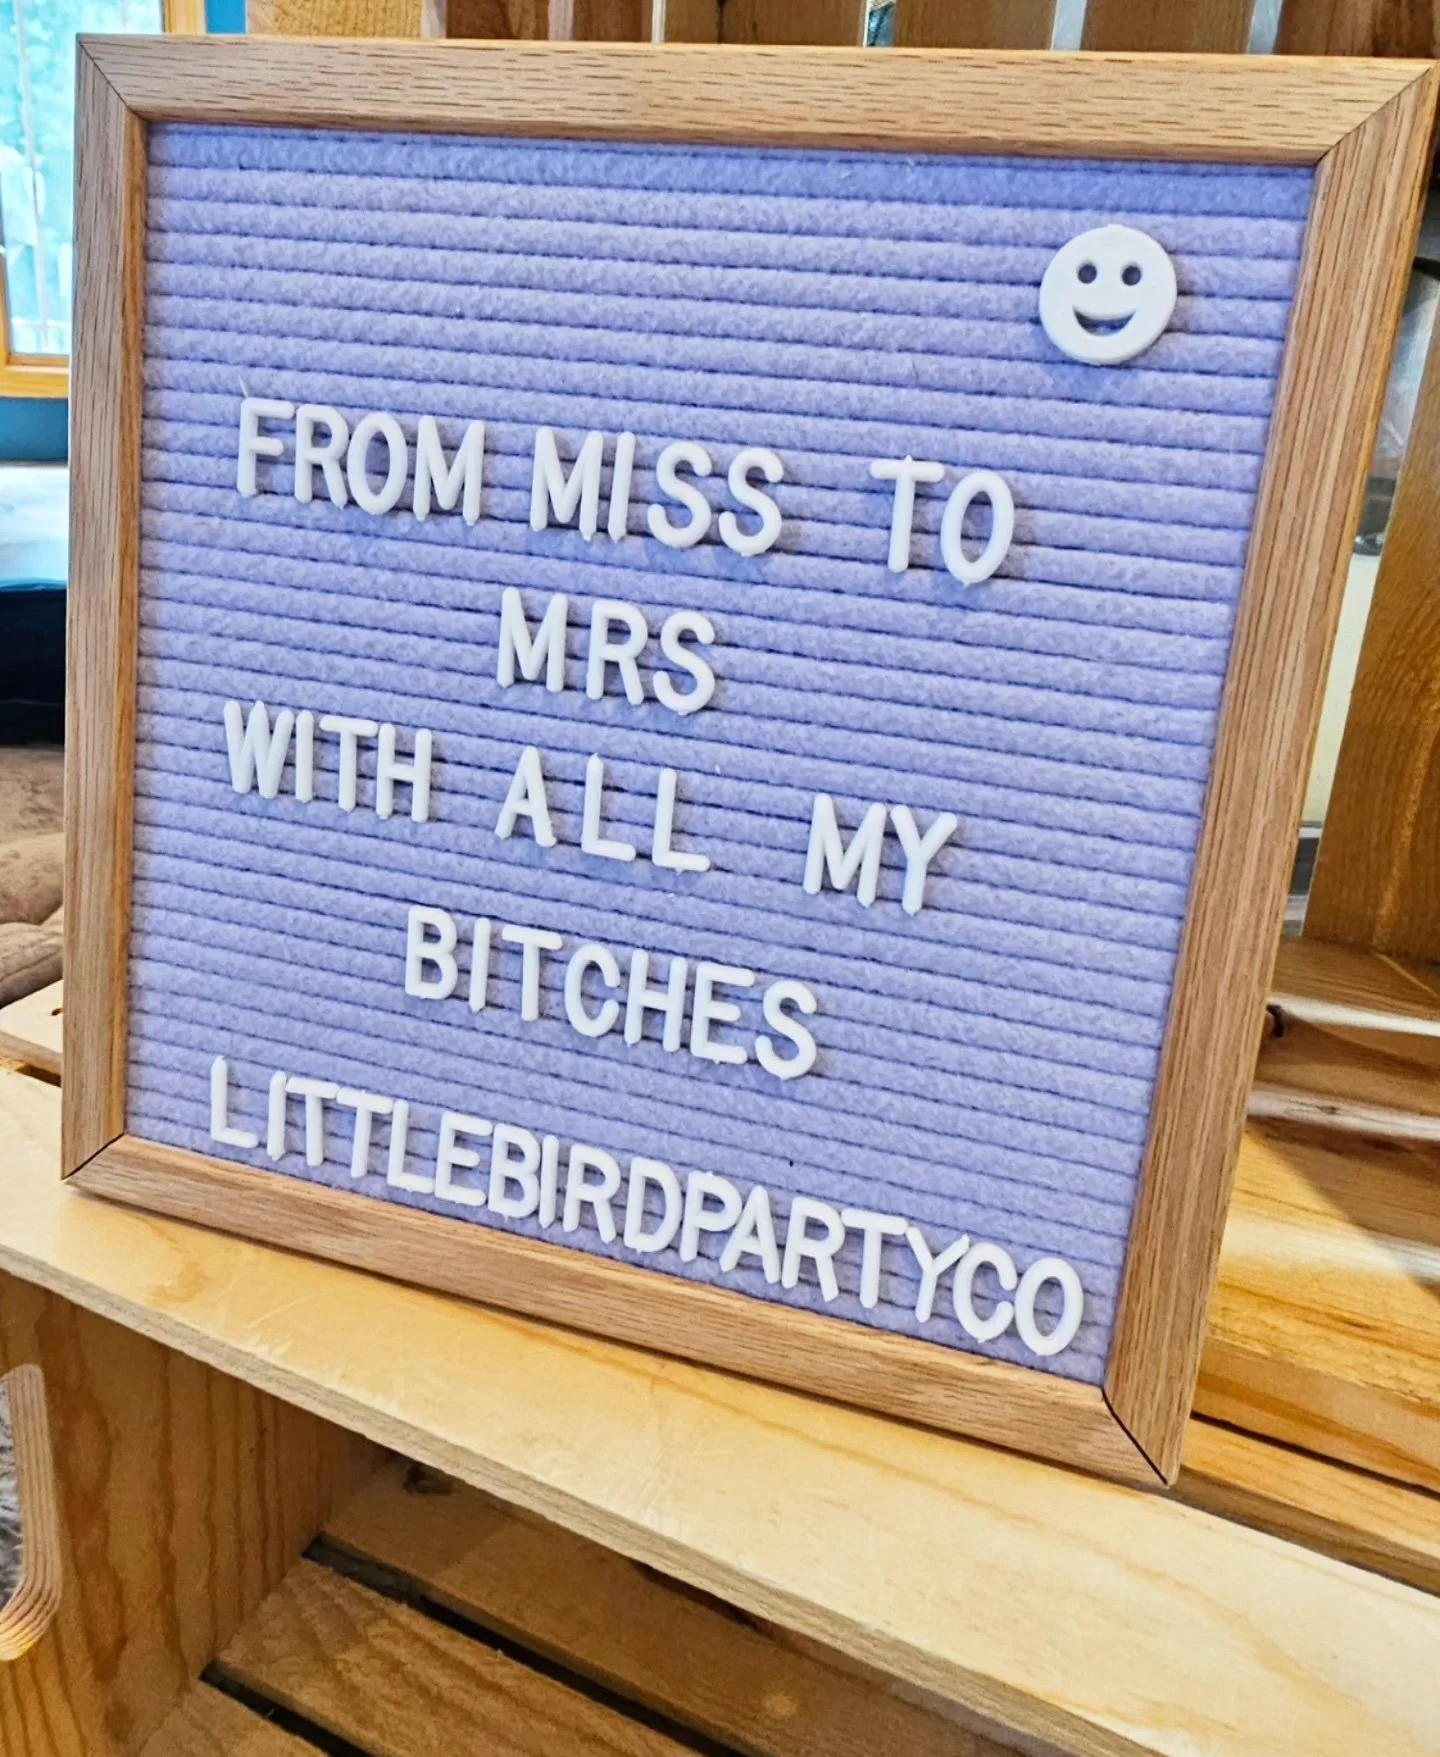 FROM MISS TO
MRS
WITH ALL MY
BITCHES
LITTLEBIRDPARTYCO